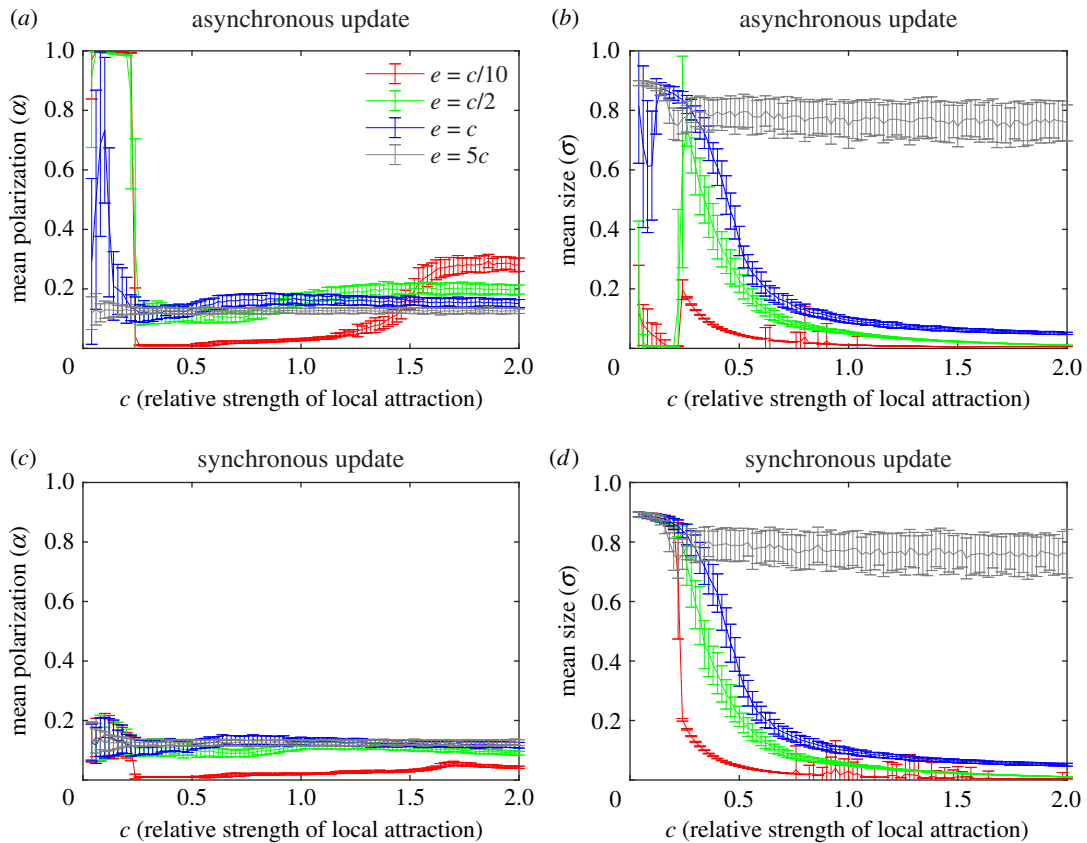 (a) asynchronous update
1.0
0.8
0.6
0.4
0.2
0 0.5 1.0 1.5 2.0
mean polarization (α)
c (relative strength of local attraction)
e = c/10
e = c/2
e = c
e = 5c
(b) asynchronous update
1.0
0.8
0.6
0.4
0.2
0 0.5 1.0 1.5 2.0
mean size (σ)
c (relative strength of local attraction)
(c) synchronous update
1.0
0.8
0.6
0.4
0.2
0 0.5 1.0 1.5 2.0
mean polarization (α)
c (relative strength of local attraction)
(d) synchronous update
1.0
0.8
0.6
0.4
0.2
0 0.5 1.0 1.5 2.0
mean size (σ)
c (relative strength of local attraction)